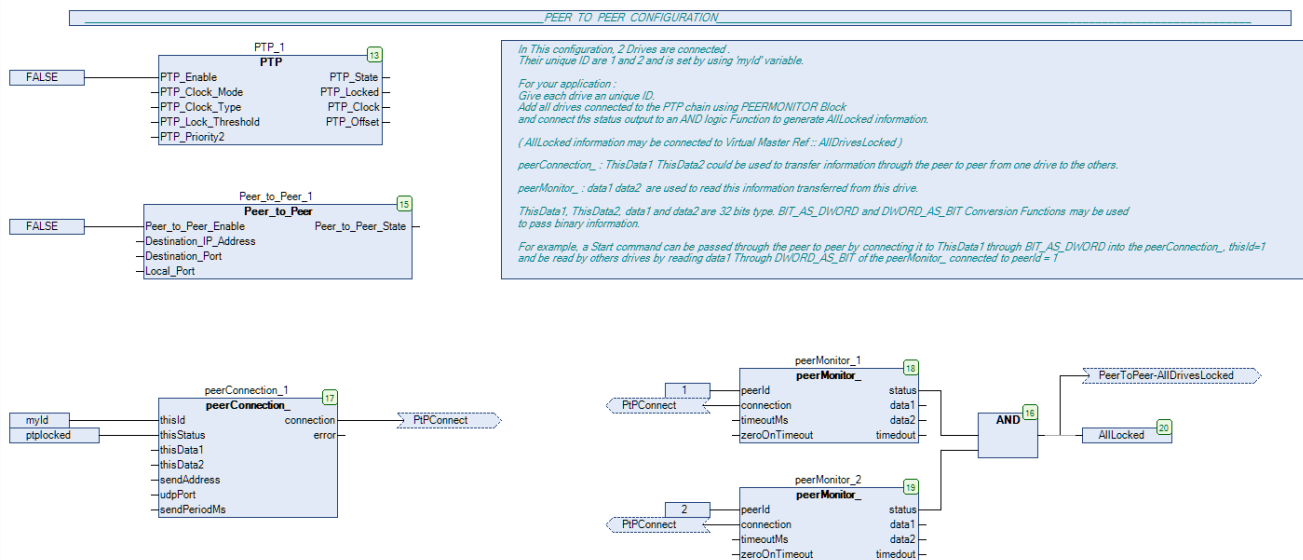 PEER TO PEER CONFIGURATION
PTP_1
13
PTP
FALSE
PTP_Enable
PTP_State
PTP_Clock_Mode
PTP_Locked
PTP_Clock_Type
PTP_Clock
PTP_Lock_Threshold
PTP_Offset
PTP_Priority2
In This configuration, 2 Drives are connected .
Their unique ID are 1 and 2 and is set by using 'myId' variable.
For your application :
Give each drive an unique ID.
Add all drives connected to the PTP chain using PEERMONITOR Block
and connect ths status output to an AND logic Function to generate AllLocked information.
( AllLocked information may be connected to Virtual Master Ref :: AllDrivesLocked )
peerConnection_ : ThisData1 ThisData2 could be used to transfer information through the peer to peer from one drive to the others.
peerMonitor_ : data1 data2 are used to read this information transferred from this drive.
ThisData1, ThisData2, data1 and data2 are 32 bits type. BIT_AS_DWORD and DWORD_AS_BIT Conversion Functions may be used
to pass binary information.
For example, a Start command can be passed through the peer to peer by connecting it to ThisData1 through BIT_AS_DWORD into the peerConnection_, thisId=1
and be read by others drives by reading data1 Through DWORD_AS_BIT of the peerMonitor_ connected to peerId = 1
Peer_to_Peer_1
15
Peer_to_Peer
FALSE
Peer_to_Peer_Enable
Peer_to_Peer_State
Destination_IP_Address
Destination_Port
Local_Port
peerConnection_1
17
peerConnection_
myId
thisId
connection
PtPConnect
ptplocked
thisStatus
error
thisData1
thisData2
sendAddress
udpPort
sendPeriodMs
peerMonitor_1
18
peerMonitor_
1
peerId
status
PtPConnect
connection
data1
timeoutMs
data2
zeroOnTimeout
timedout
PeerToPeer-AllDrivesLocked
AND
16
AllLocked
20
peerMonitor_2
19
peerMonitor_
2
peerId
status
PtPConnect
connection
data1
timeoutMs
data2
zeroOnTimeout
timedout